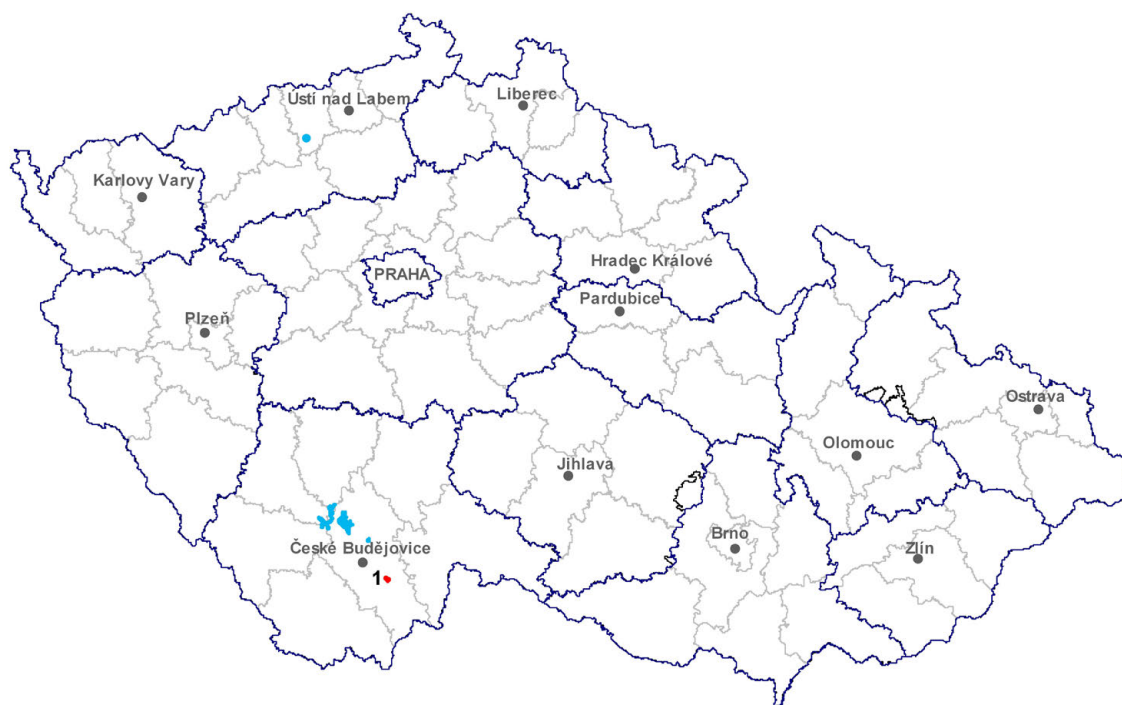 Ústí nad Labem
Liberec
Karlovy Vary
Hradec Králové
PRAHA
Pardubice
Plzeň
Ostrava
Olomouc
Jihlava
Brno
České Budějovice
Zlín
1